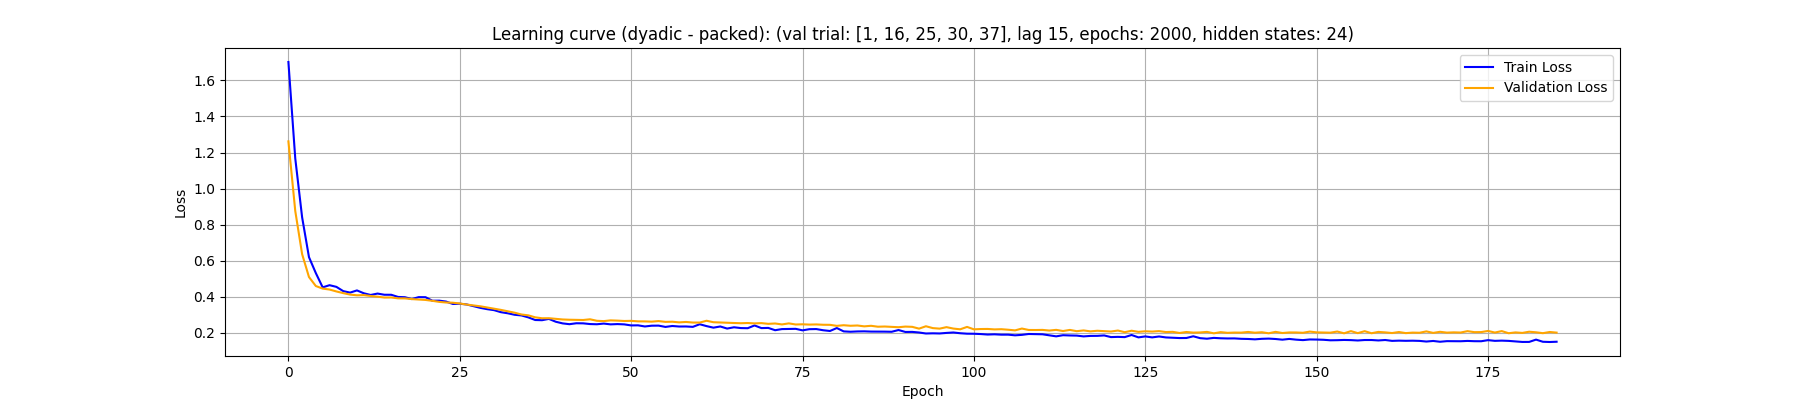 Learning curve (dyadic - packed): (val trial: [1, 16, 25, 30, 37], lag 15, epochs: 2000, hidden states: 24)
Train Loss
Validation Loss
1.6
1.4
1.2
1.0
0.8
0.6
0.4
0.2
Loss
0 25 50 75 100 125 150 175
Epoch